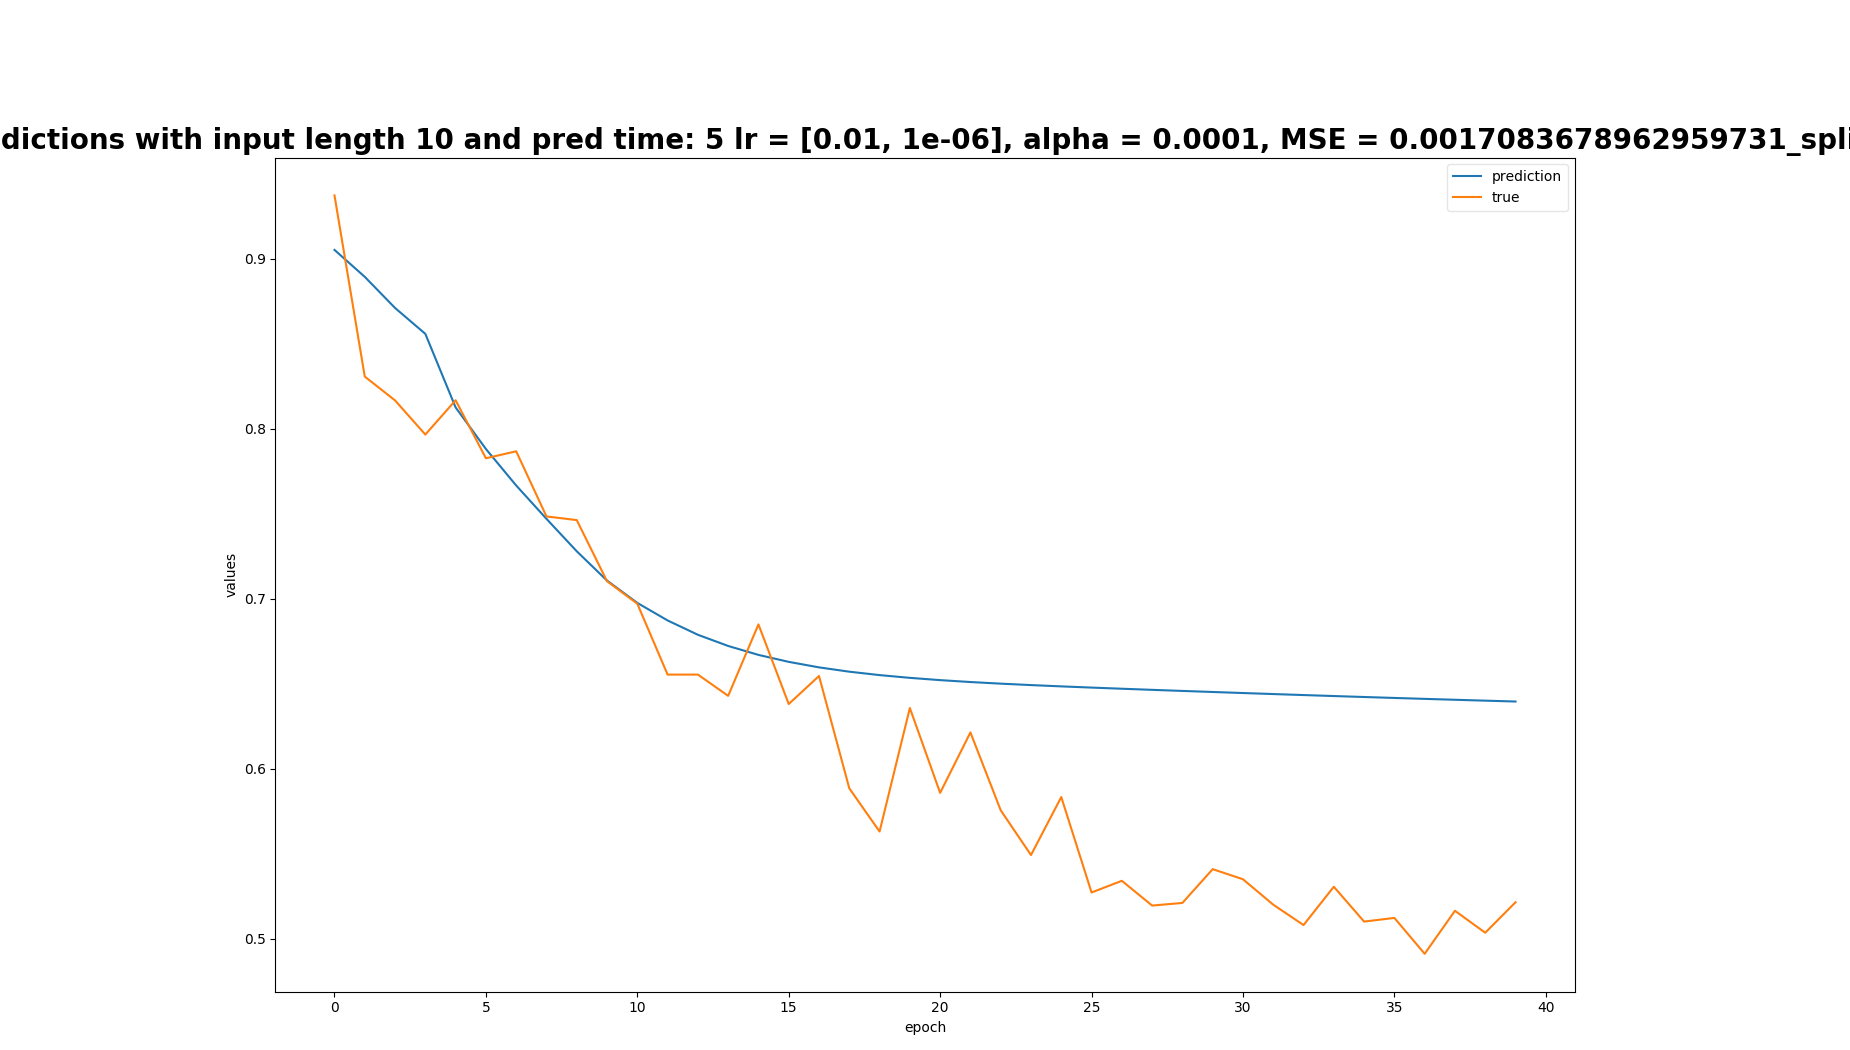 dictions with input length 10 and pred time: 5 lr = [0.01, 1e-06], alpha = 0.0001, MSE = 0.0017083678962959731_spli
prediction
true
0.9
0.8
0.7
0.6
0.5
values
0 5 10 15 20 25 30 35 40
epoch